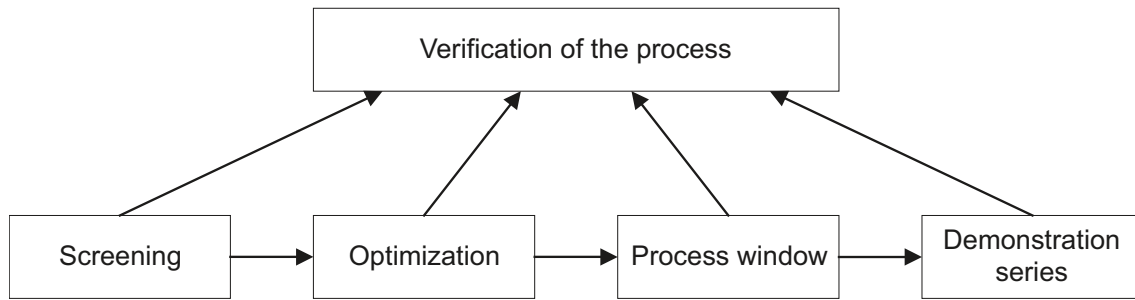 Verification of the process
Screening
Optimization
Process window
Demonstration
series